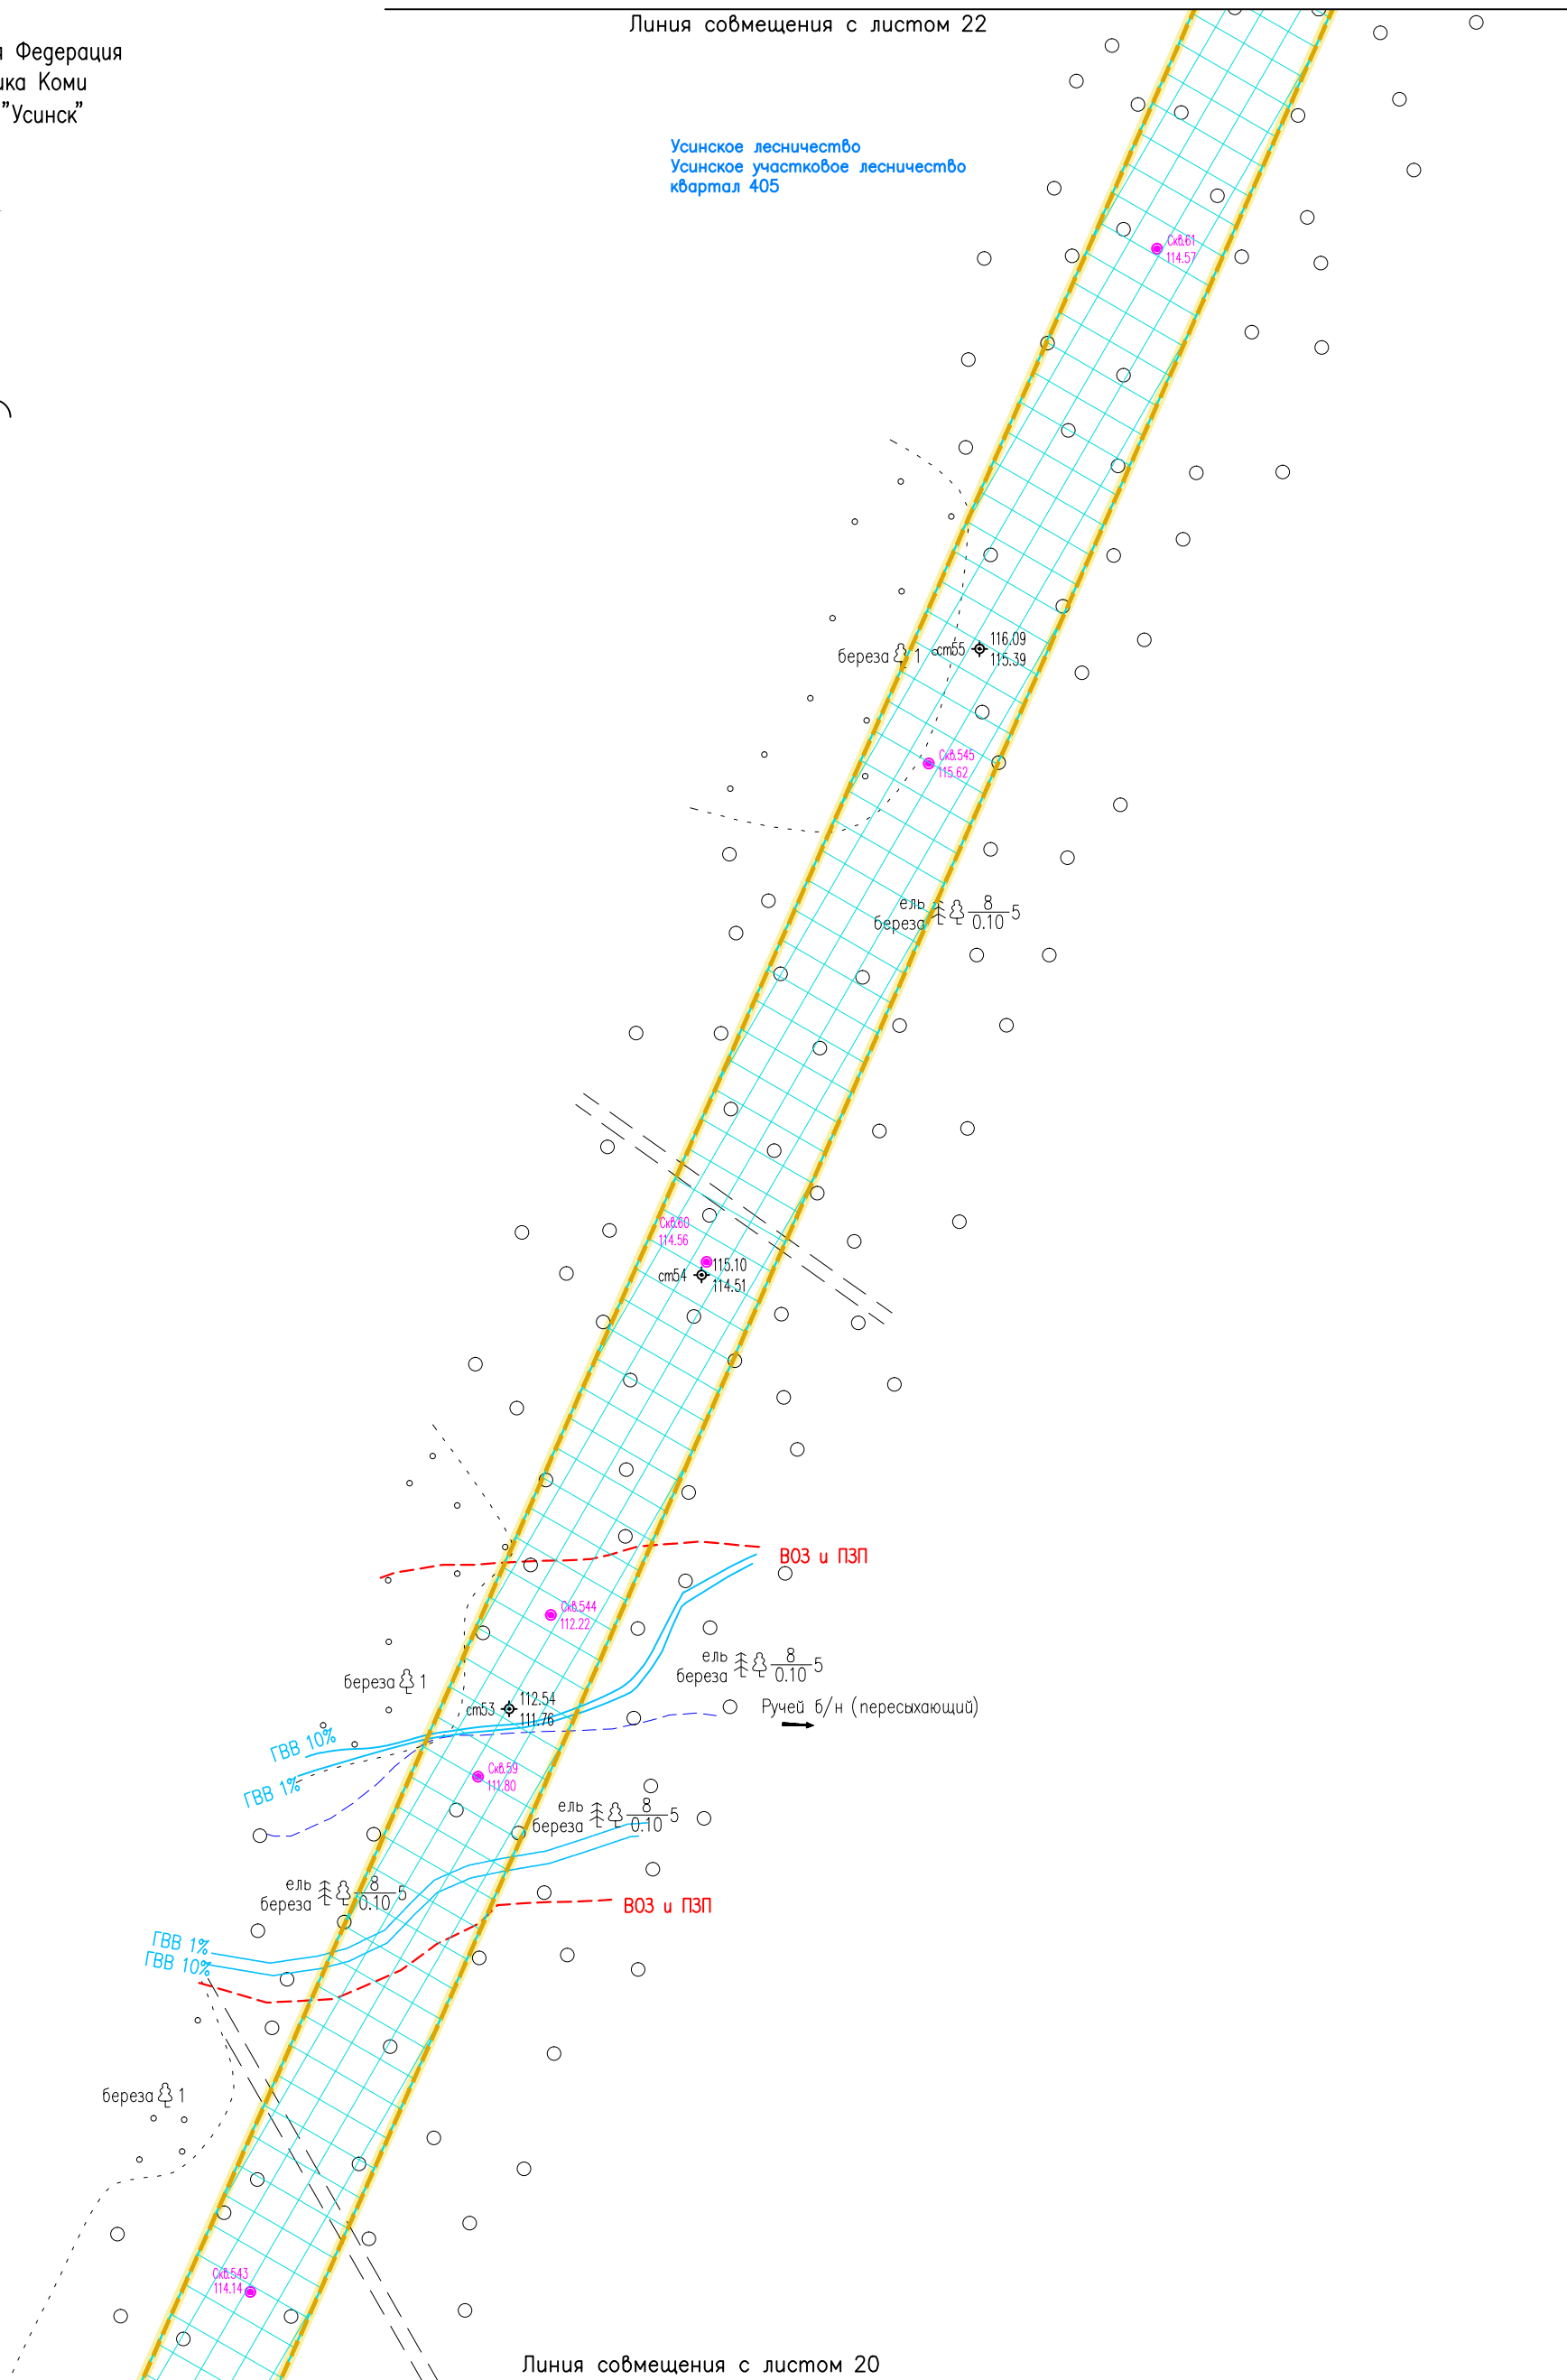 Линия совмещения с листом 22
я Федерация
ика Коми
"Усинск"
Усинское лесничество
Усинское участковое лесничество
квартал 405
Скв.61
114.57
береза 1
ст55
116.09
115.39
Скв.545
115.62
ель
береза
8
0.10
5
Скв.60
114.56
ст54
115.10
114.51
ВОЗ и ПЗП
Скв.544
112.22
ель
береза
8
0.10
5
береза 1
ст53
112.54
111.76
Ручей б/н (пересыхающий)
ГВВ 10%
ГВВ 1%
Скв.59
111.80
ель
береза
8
0.10
5
ель
береза
8
0.10
5
ВОЗ и ПЗП
ГВВ 1%
ГВВ 10%
береза 1
Скв.543
114.14
Линия совмещения с листом 20